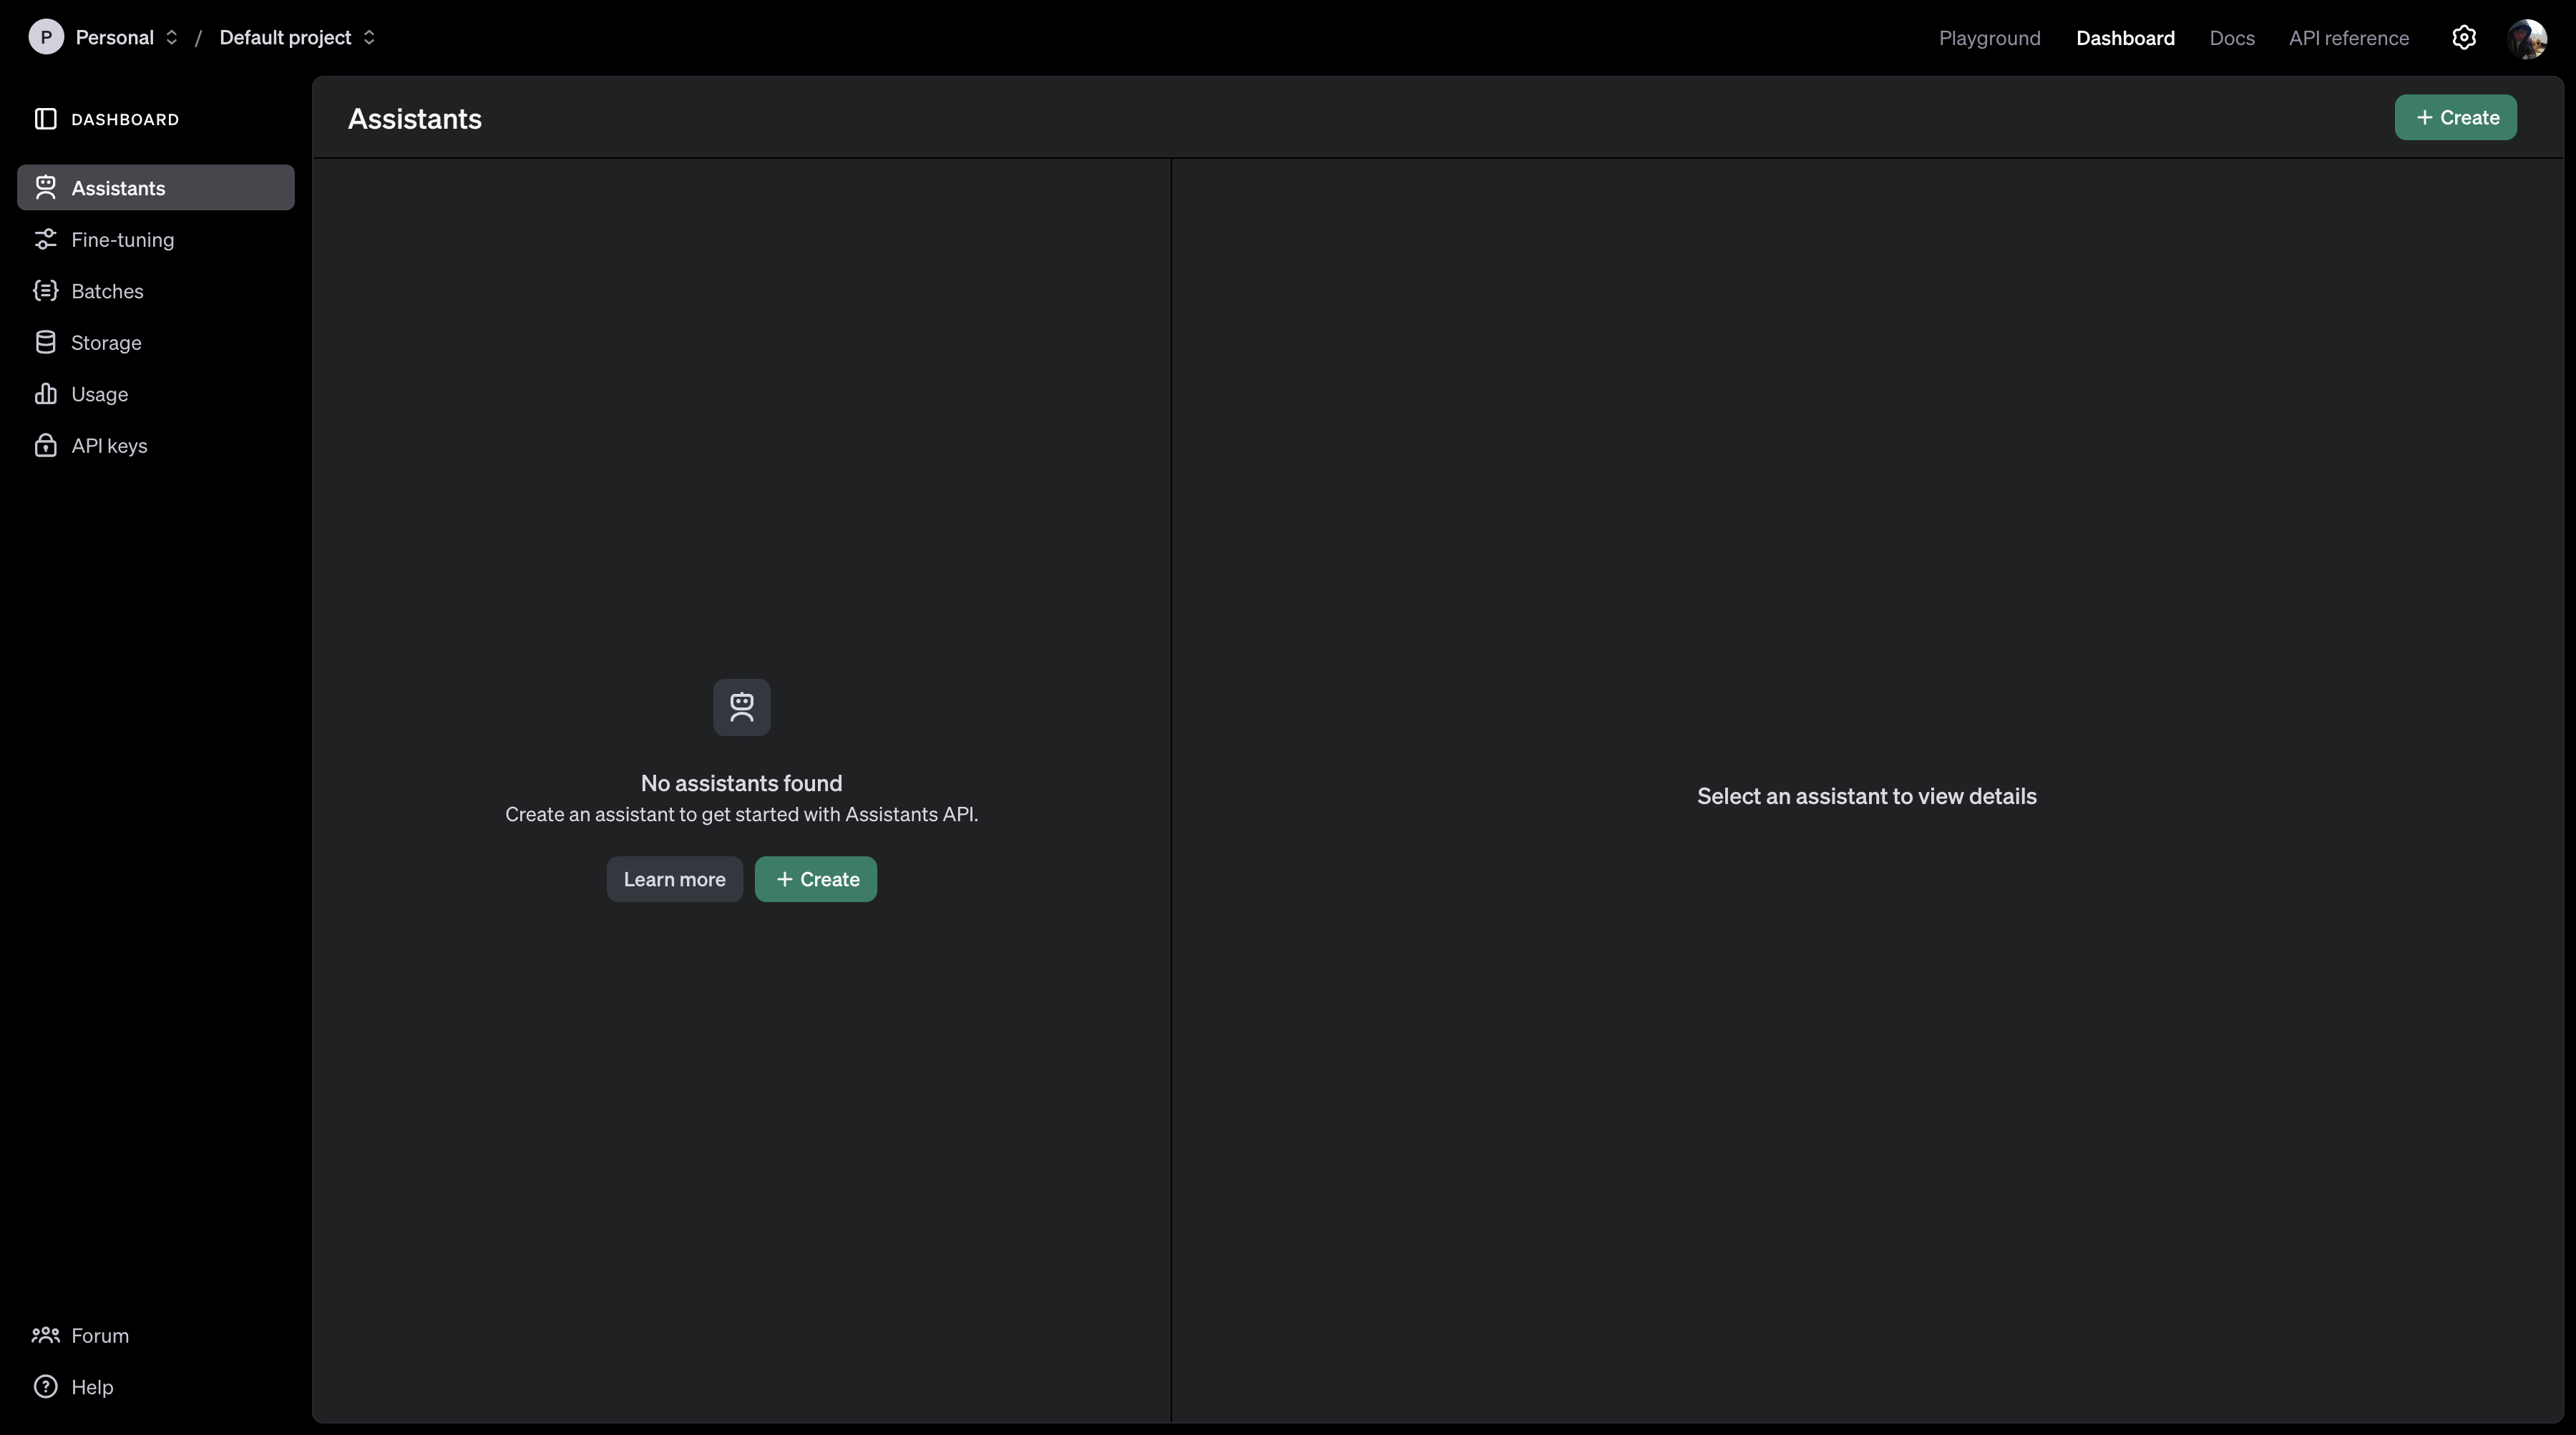 P Personal / Default project
Playground Dashboard Docs API reference
DASHBOARD
Assistants
Fine-tuning
Batches
Storage
Usage
API keys
Forum
Help
Assistants
+ Create
No assistants found
Create an assistant to get started with Assistants API.
Learn more + Create
Select an assistant to view details